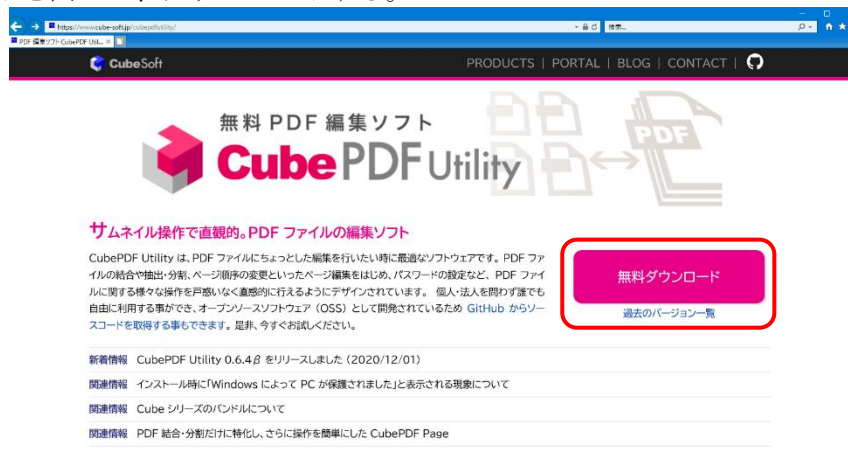 https://www.cube-soft.jp/cubepdfutility/
検索...
PDF 編集ソフト CubePDF Util...
CubeSoft
PRODUCTS | PORTAL | BLOG | CONTACT |
無料 PDF 編集ソフト
CubePDF Utility
PDF
サムネイル操作で直観的。PDF ファイルの編集ソフト
CubePDF Utility は、PDF ファイルにちょっとした編集を行いたい時に最適なソフトウェアです。PDF ファ
イルの結合や抽出・分割、ページ順序の変更といったページ編集をはじめ、パスワードの設定など、PDF ファイ
ルに関する様々な操作を戸惑いなく直感的に行えるようにデザインされています。 個人・法人を問わず誰でも
自由に利用する事ができ、オープンソースソフトウェア（OSS）として開発されているため GitHub からソー
スコードを取得する事もできます。是非、今すぐお試しください。
無料ダウンロード
過去のバージョン一覧
新着情報 CubePDF Utility 0.6.4β をリリースしました（2020/12/01）
関連情報 インストール時に「Windows によって PC が保護されました」と表示される現象について
関連情報 Cube シリーズのバンドルについて
関連情報 PDF 結合・分割だけに特化し、さらに操作を簡単にした CubePDF Page